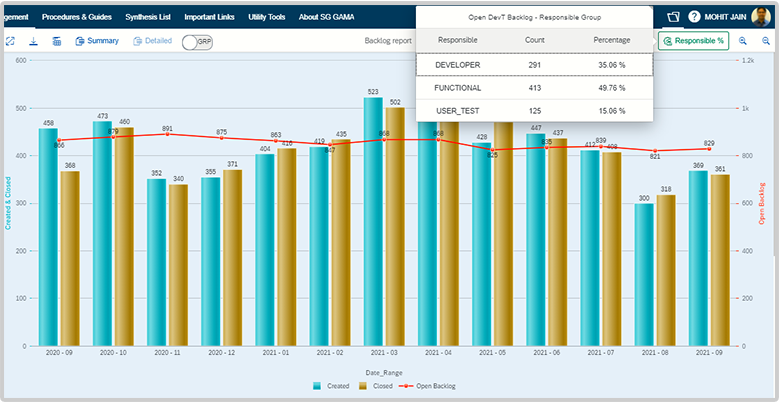 gement Procedures & Guides Synthesis List Important Links Utility Tools About SG GAMA ? MOHIT JAIN
Summary Detailed GRP Backlog report Responsible %
Open DevT Backlog - Responsible Group
Responsible Count Percentage
DEVELOPER 291 35.06 %
FUNCTIONAL 413 49.76 %
USER_TEST 125 15.06 %
600 1.2k
523
502
500 1k
458 473 460
447 437
428
435
866 879 891 875 863 847 868 868 825 835 839 821 829
404 416 419
412 408
400 800
368 352 340 355 371
369 361
300 318
300 600
200 400
100 200
0 0
Created & Closed
Open Backlog
2020 - 09 2020 - 10 2020 - 11 2020 - 12 2021 - 01 2021 - 02 2021 - 03 2021 - 04 2021 - 05 2021 - 06 2021 - 07 2021 - 08 2021 - 09
Date_Range
Created Closed Open Backlog